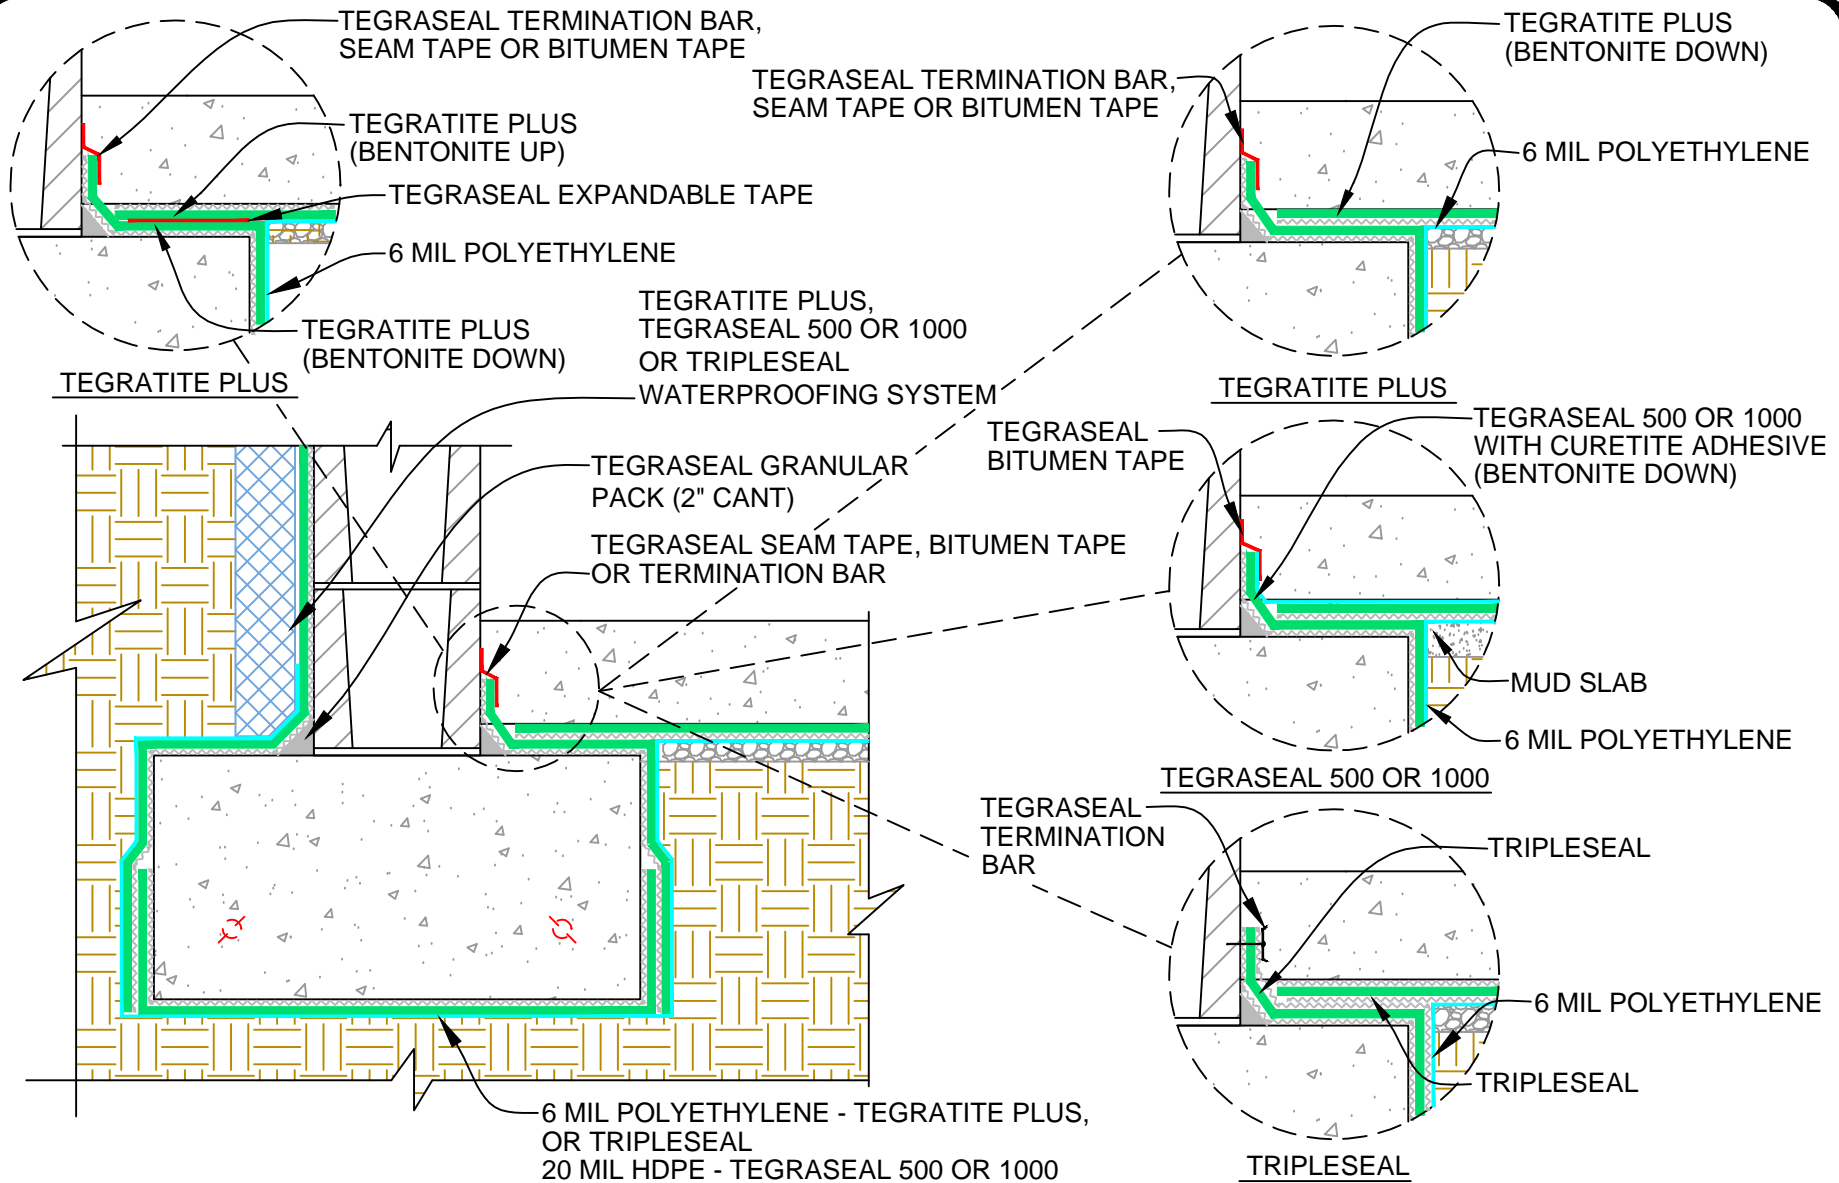 TEGRASEAL TERMINATION BAR,
SEAM TAPE OR BITUMEN TAPE
TEGRATITE PLUS
(BENTONITE UP)
TEGRASEAL EXPANDABLE TAPE
6 MIL POLYETHYLENE
TEGRATITE PLUS
(BENTONITE DOWN)
TEGRATITE PLUS
TEGRASEAL TERMINATION BAR,
SEAM TAPE OR BITUMEN TAPE
TEGRATITE PLUS
(BENTONITE DOWN)
6 MIL POLYETHYLENE
TEGRATITE PLUS
TEGRATITE PLUS,
TEGRASEAL 500 OR 1000
OR TRIPLESEAL
WATERPROOFING SYSTEM
TEGRASEAL GRANULAR
PACK (2" CANT)
TEGRASEAL SEAM TAPE, BITUMEN TAPE
OR TERMINATION BAR
TEGRASEAL
BITUMEN TAPE
TEGRASEAL 500 OR 1000
WITH CURETITE ADHESIVE
(BENTONITE DOWN)
MUD SLAB
6 MIL POLYETHYLENE
TEGRASEAL 500 OR 1000
TEGRASEAL
TERMINATION
BAR
TRIPLESEAL
6 MIL POLYETHYLENE
TRIPLESEAL
TRIPLESEAL
6 MIL POLYETHYLENE - TEGRATITE PLUS,
OR TRIPLESEAL
20 MIL HDPE - TEGRASEAL 500 OR 1000